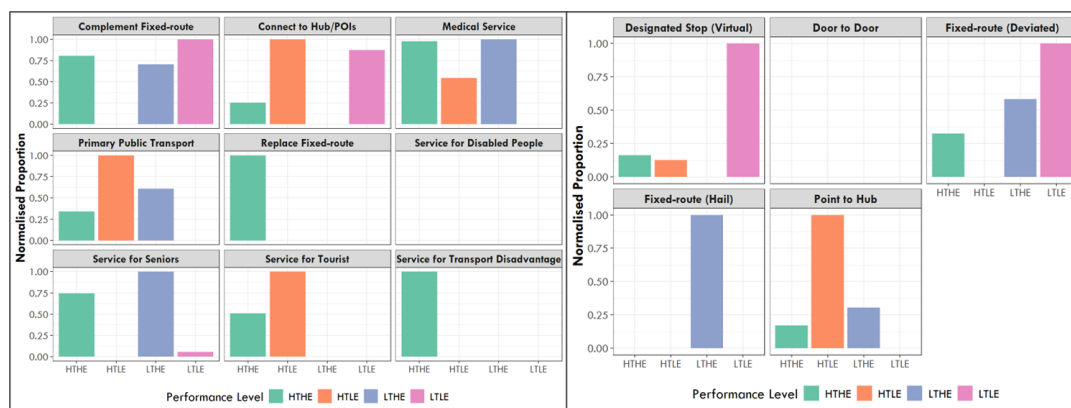 Complement Fixed-route Connect to Hub/POIs Medical Service
1.00
0.75
0.50
0.25
0.00
Primary Public Transport Replace Fixed-route Service for Disabled People
1.00
0.75
0.50
0.25
0.00
Service for Seniors Service for Tourist Service for Transport Disadvantage
1.00
0.75
0.50
0.25
0.00
HTHE HTLE LTHE LTLE HTHE HTLE LTHE LTLE HTHE HTLE LTHE LTLE
Normalised Proportion
Performance Level HTHE HTLE LTHE LTLE
Designated Stop (Virtual) Door to Door Fixed-route (Deviated)
1.00
0.75
0.50
0.25
0.00
HTHE HTLE LTHE LTLE
Fixed-route (Hail) Point to Hub
1.00
0.75
0.50
0.25
0.00
HTHE HTLE LTHE LTLE HTHE HTLE LTHE LTLE
Normalised Proportion
Performance Level HTHE HTLE LTHE LTLE